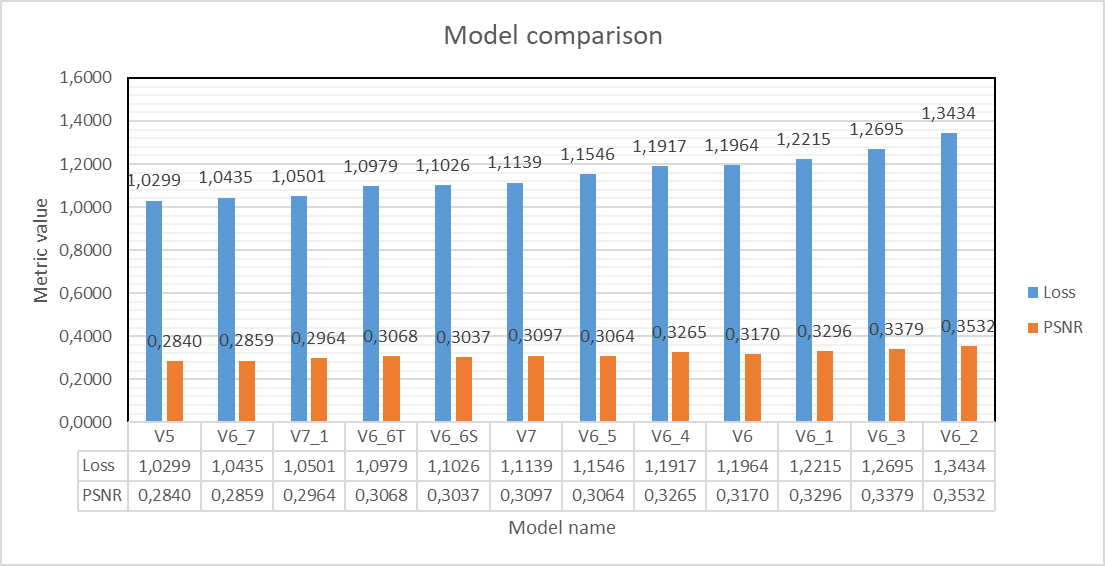 Model comparison
1,6000
1,4000
1,2000
1,0000
0,8000
0,6000
0,4000
0,2000
0,0000
Metric value
1,0299 1,0435 1,0501 1,0979 1,1026 1,1139 1,1546 1,1917 1,1964 1,2215 1,2695 1,3434
0,2840 0,2859 0,2964 0,3068 0,3037 0,3097 0,3064 0,3265 0,3170 0,3296 0,3379 0,3532
Loss
PSNR
V5 V6_7 V7_1 V6_6T V6_6S V7 V6_5 V6_4 V6 V6_1 V6_3 V6_2
Loss 1,0299 1,0435 1,0501 1,0979 1,1026 1,1139 1,1546 1,1917 1,1964 1,2215 1,2695 1,3434
PSNR 0,2840 0,2859 0,2964 0,3068 0,3037 0,3097 0,3064 0,3265 0,3170 0,3296 0,3379 0,3532
Model name